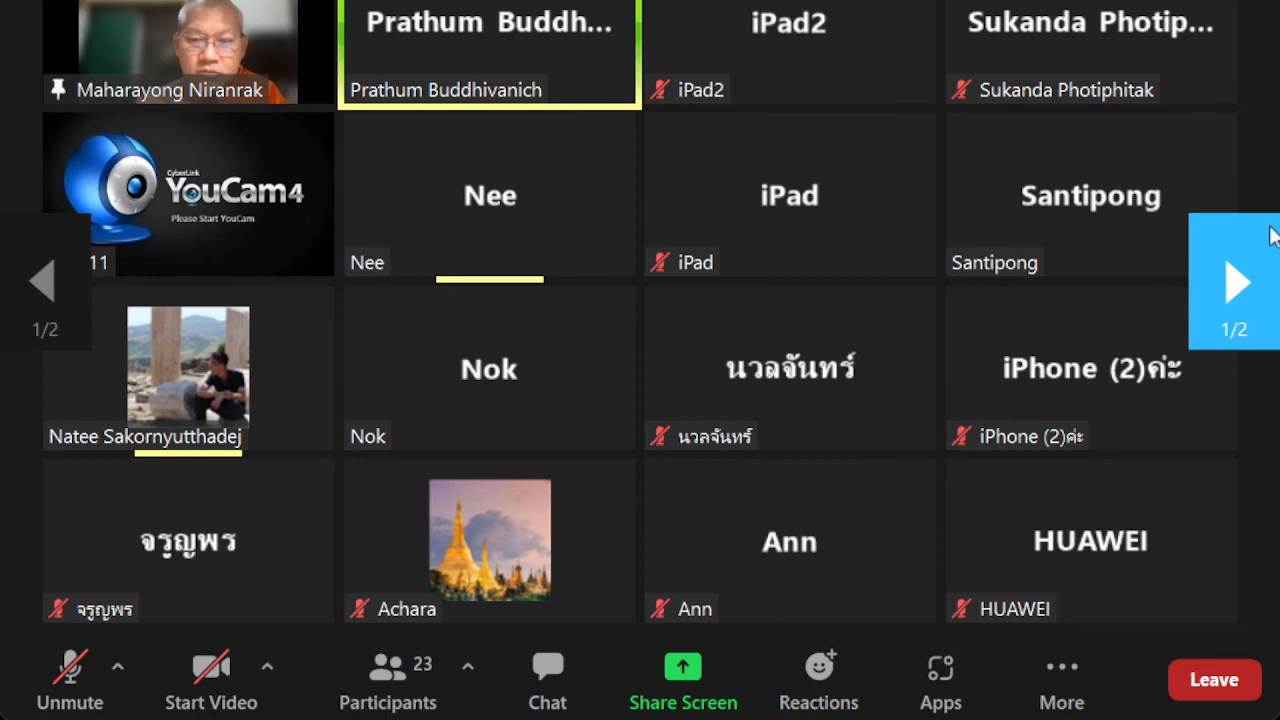 Prathum Buddh...
iPad2
Sukanda Photip...
Maharayong Niranrak
Prathum Buddhivanich
iPad2
Sukanda Photiphitak
CyberLink
YouCam4
Please Start YouCam
Nee
iPad
Santipong
11
Nee
iPad
Santipong
1/2
1/2
Nok
นวลจันทร์
iPhone (2)ค่ะ
Natee Sakornyutthadej
Nok
นวลจันทร์
iPhone (2)ค่ะ
จรูญพร
Ann
HUAWEI
จรูญพร
Achara
Ann
HUAWEI
23
Unmute
Start Video
Participants
Chat
Share Screen
Reactions
Apps
More
Leave